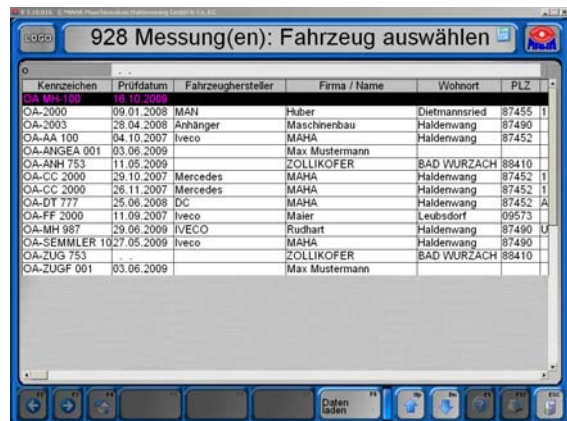 LOGO 928 Messung(en): Fahrzeug auswählen MAHA
o . .
Kennzeichen Prüfdatum Fahrzeughersteller Firma / Name Wohnort PLZ
OA MH-100 16.10.2009
OA-2000 09.01.2008 MAN Huber Dietmannsried 87455 1
OA-2003 28.04.2008 Anhänger Maschinenbau Haldenwang 87490
OA-AA 100 04.10.2007 Iveco MAHA Haldenwang 87452
OA-ANGEA 001 03.06.2009 Max Mustermann
OA-ANH 753 11.05.2009 ZOLLIKOFER BAD WURZACH 88410
OA-CC 2000 29.10.2007 Mercedes MAHA Haldenwang 87452 1
OA-CC 2000 26.11.2007 Mercedes MAHA Haldenwang 87452 1
OA-DT 777 25.06.2008 DC MAHA Haldenwang 87452 A
OA-FF 2000 11.09.2007 Iveco Maier Leubsdorf 09573
OA-MH 987 29.06.2009 IVECO Rudhart Haldenwang 87490 U
OA-SEMMLER 10 27.05.2009 Iveco MAHA Haldenwang 87490
OA-ZUG 753 . . ZOLLIKOFER BAD WURZACH 88410
OA-ZUGF 001 03.06.2009 Max Mustermann
Daten
laden